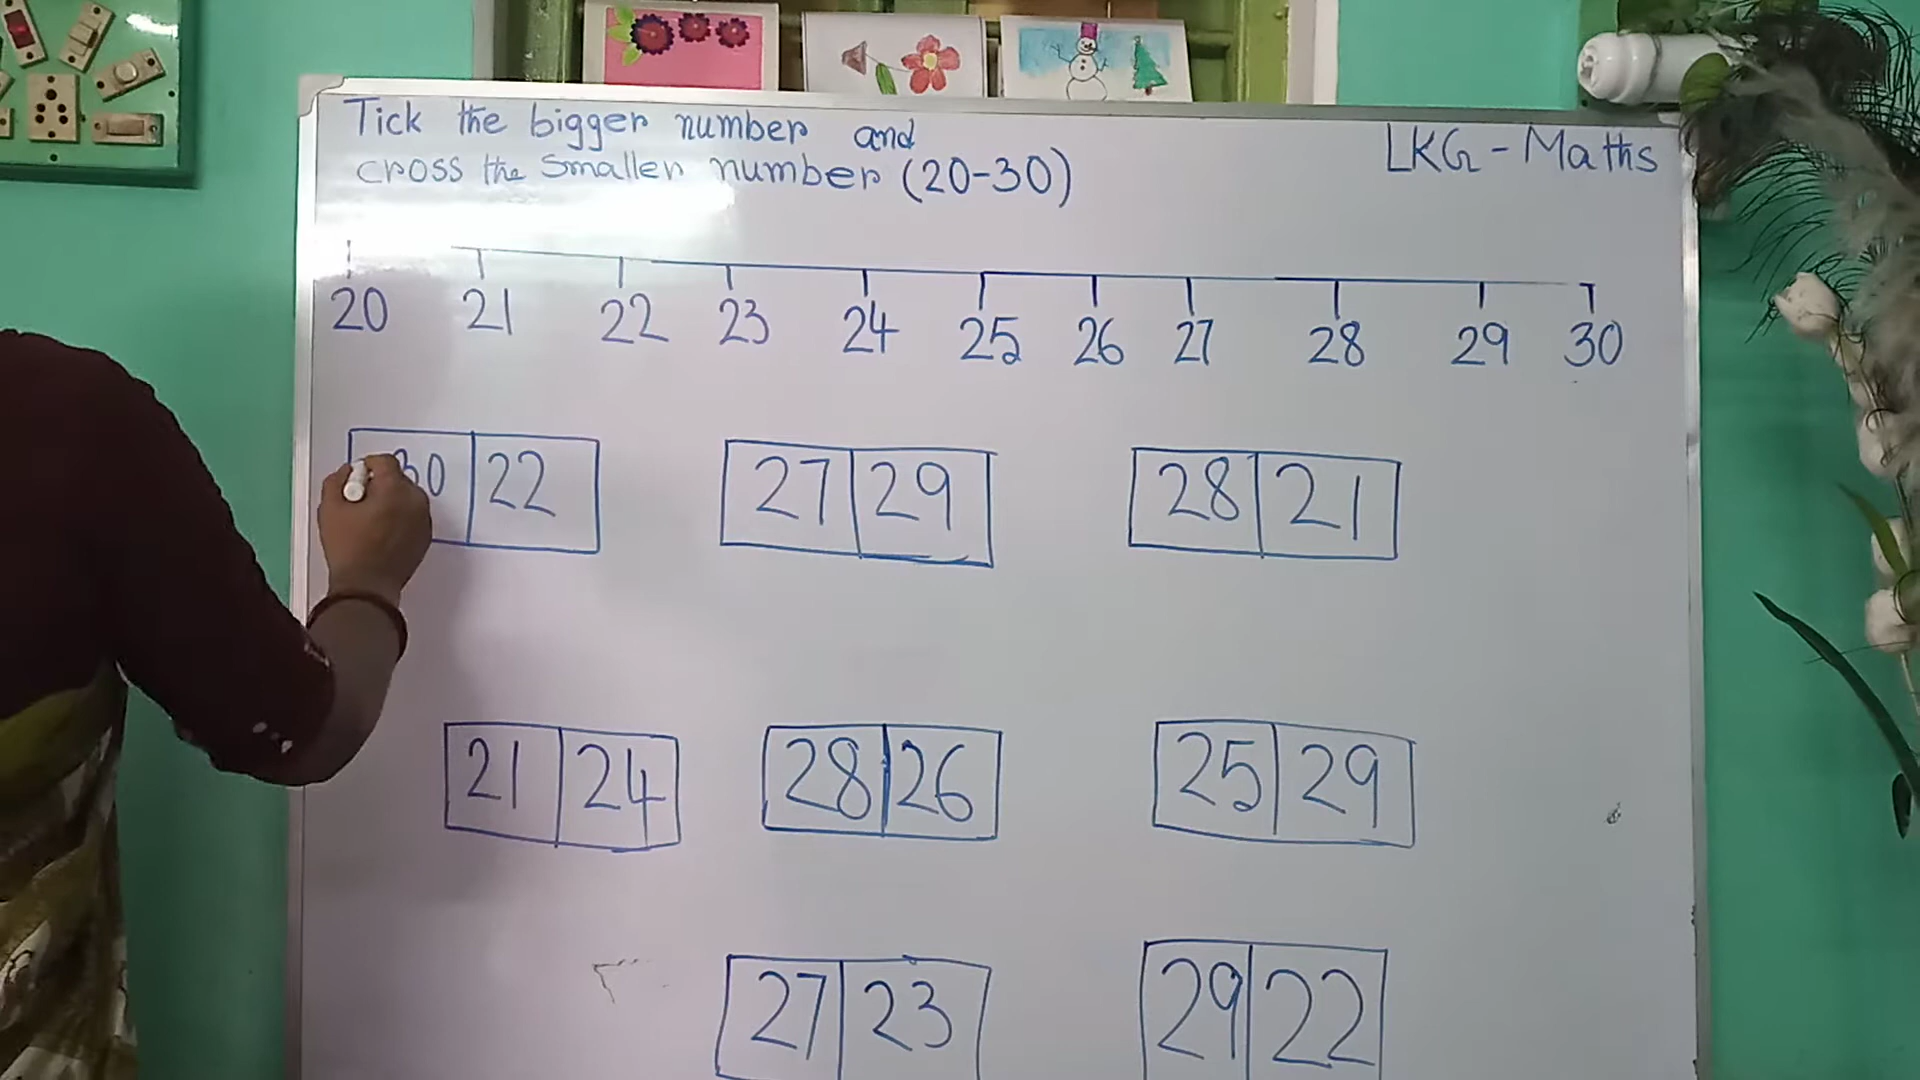 Tick the bigger number and
cross the smaller number (20-30)
LKG - Maths
20 21 22 23 24 25 26 27 28 29 30
30 22
27 29
28 21
21 24
28 26
25 29
27 23
29 22